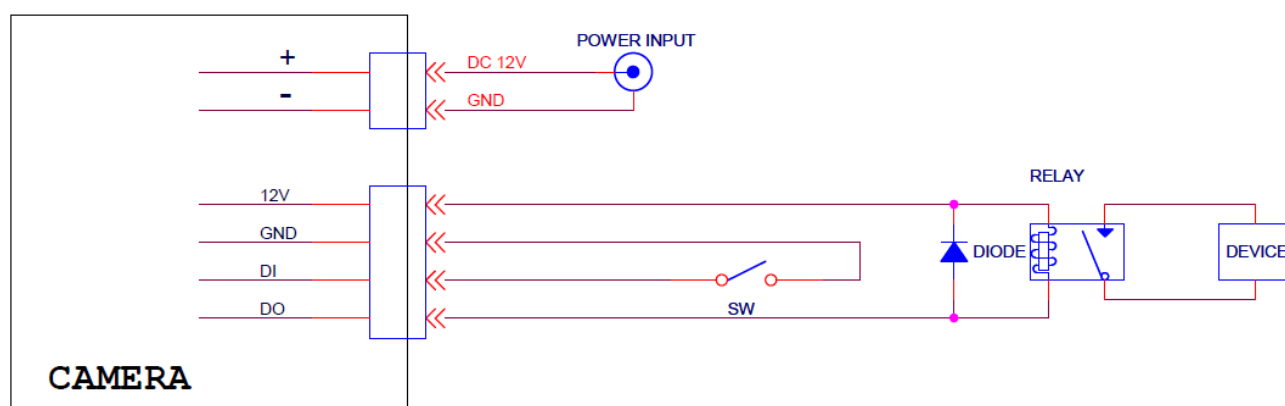 POWER INPUT
+
DC 12V
-
GND
RELAY
12V
GND
DI
DIODE
DEVICE
DO
SW
CAMERA